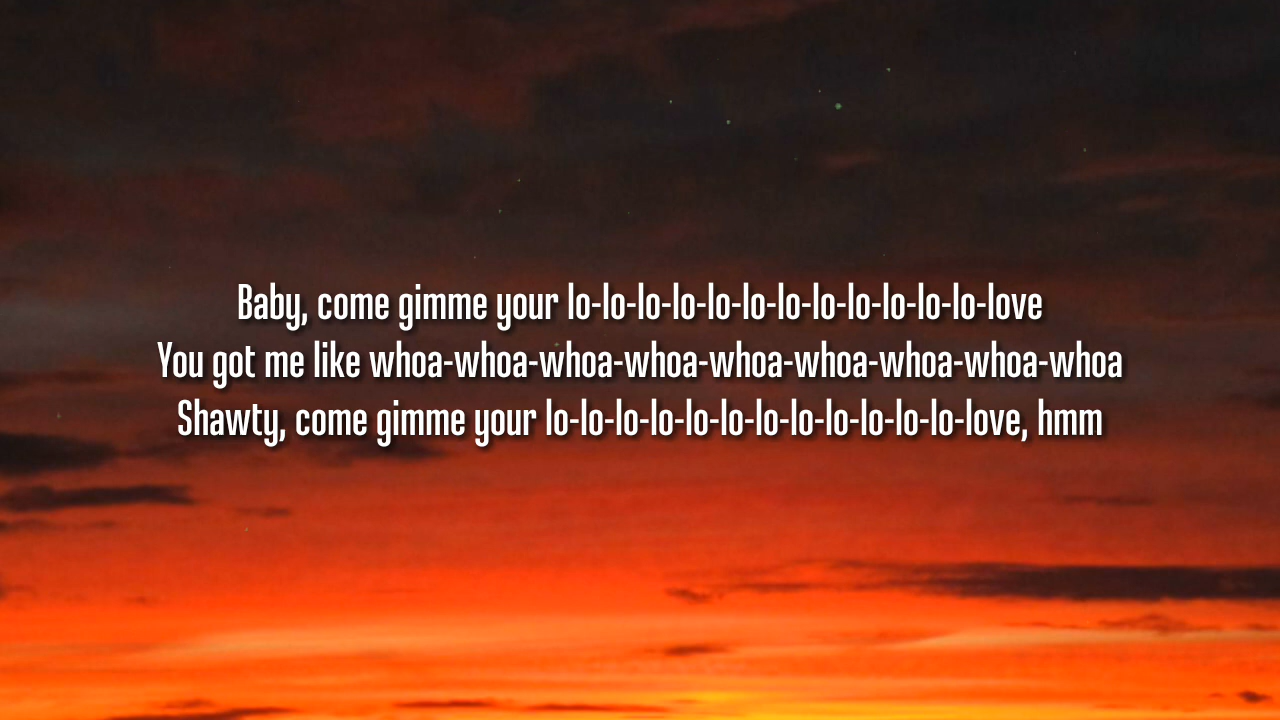 Baby, come gimme your lo-lo-lo-lo-lo-lo-lo-lo-lo-lo-lo-lo-love
You got me like whoa-whoa-whoa-whoa-whoa-whoa-whoa-whoa-whoa
Shawty, come gimme your lo-lo-lo-lo-lo-lo-lo-lo-lo-lo-lo-lo-love, hmm